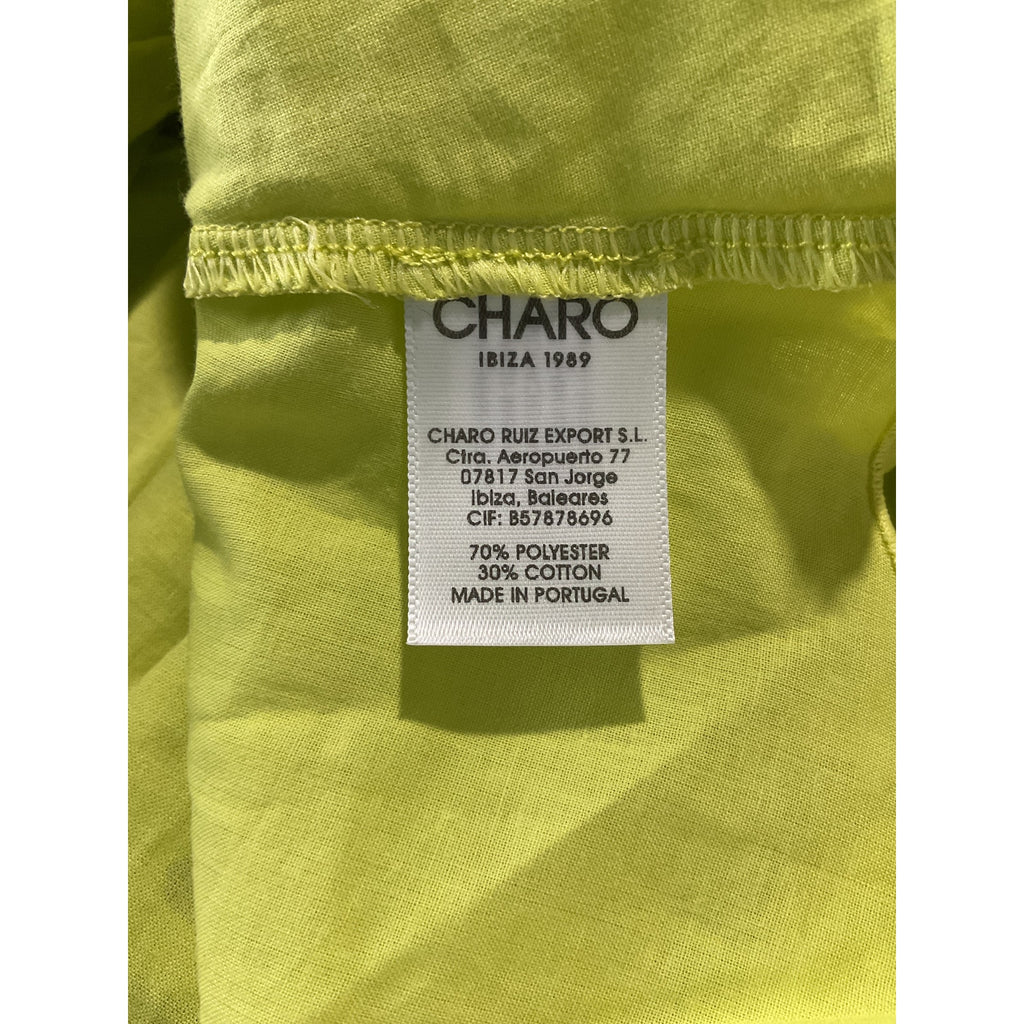 CHARO
IBIZA 1989
CHARO RUIZ EXPORT S.L.
Ctra. Aeropuerto 77
07817 San Jorge
Ibiza, Baleares
CIF: B57878696
70% POLYESTER
30% COTTON
MADE IN PORTUGAL